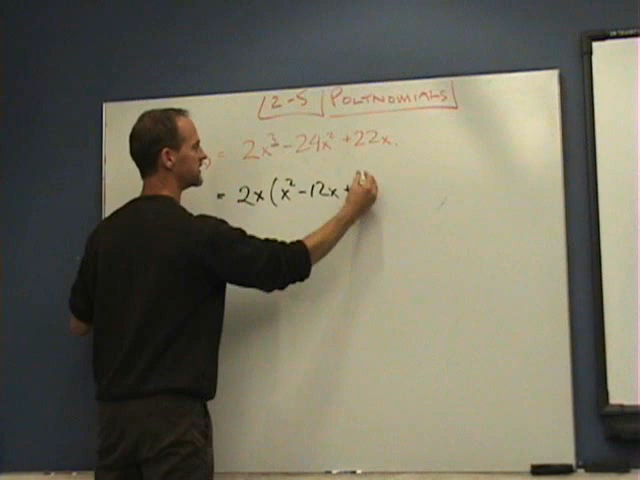 2-5 POLYNOMIALS
) = 2x³ - 24x² + 22x.
= 2x(x² - 12x +